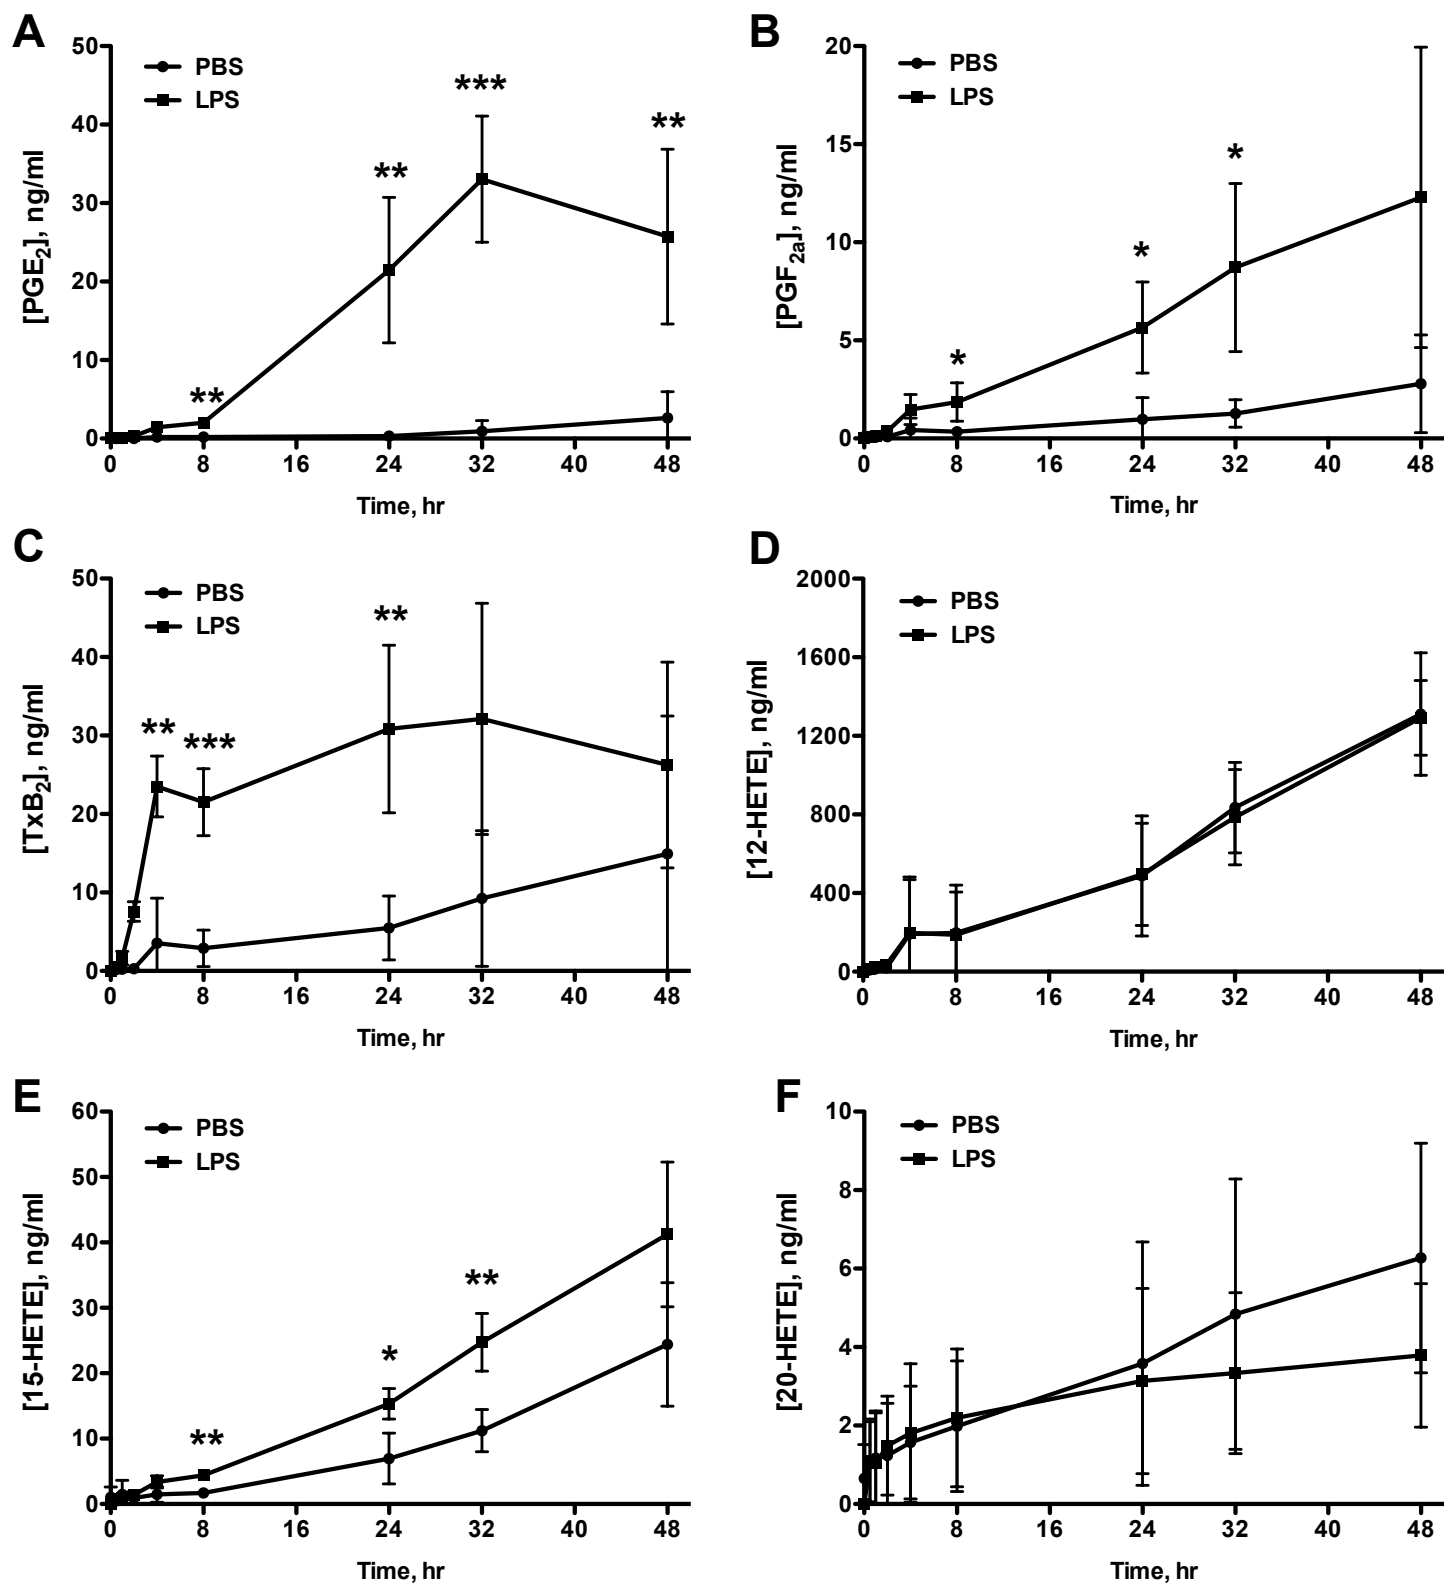 A
50
40
30
20
10
0
[PGE2], ng/ml
PBS
LPS
**
**
***
**
0 8 16 24 32 40 48
Time, hr
B
20
15
10
5
0
[PGF2a], ng/ml
PBS
LPS
*
*
*
0 8 16 24 32 40 48
Time, hr
C
50
40
30
20
10
0
[TxB2], ng/ml
PBS
LPS
**
***
**
0 8 16 24 32 40 48
Time, hr
D
2000
1600
1200
800
400
0
[12-HETE], ng/ml
PBS
LPS
0 8 16 24 32 40 48
Time, hr
E
60
50
40
30
20
10
0
[15-HETE], ng/ml
PBS
LPS
**
*
**
0 8 16 24 32 40 48
Time, hr
F
10
8
6
4
2
0
[20-HETE], ng/ml
PBS
LPS
0 8 16 24 32 40 48
Time, hr